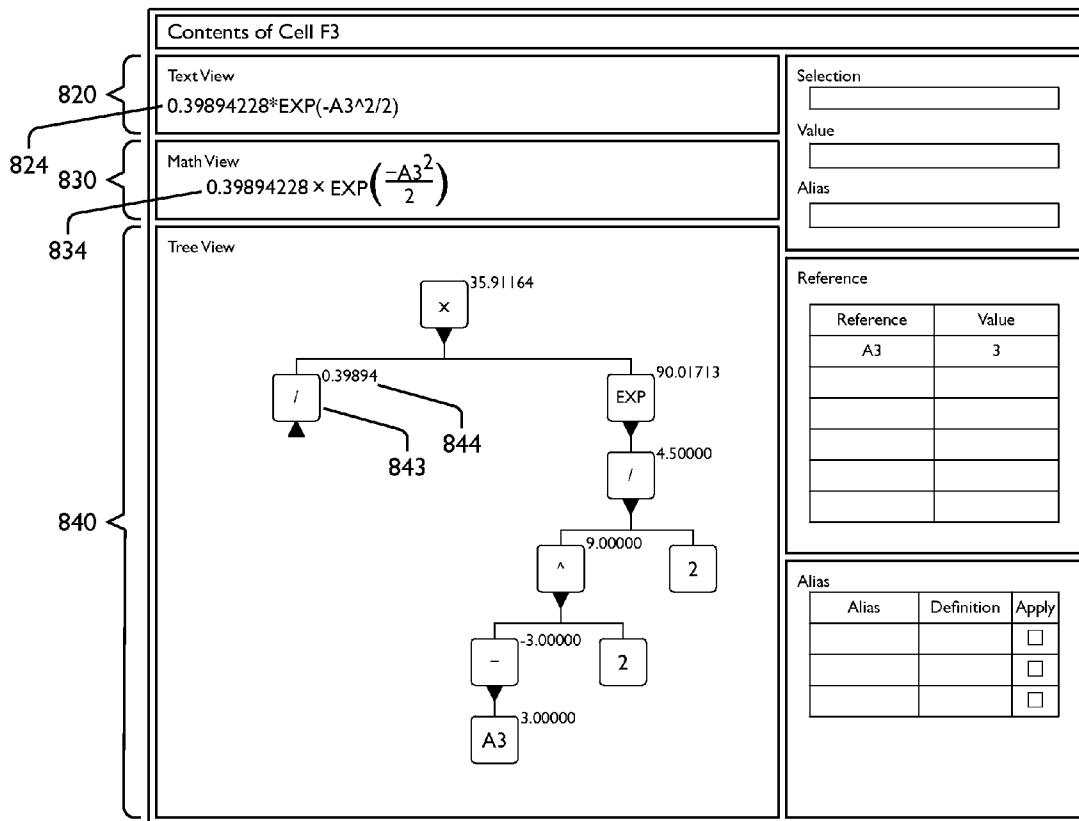 Contents of Cell F3
820
Text View
0.39894228*EXP(-A3^2/2)
824
830
Math View
0.39894228 × EXP(−A3²/2)
834
840
Tree View
x
35.91164
/
0.39894
843
844
EXP
90.01713
/
4.50000
^
9.00000
2
−
-3.00000
2
A3
3.00000
Selection
Value
Alias
Reference
Reference Value
A3 3
Alias
Alias Definition Apply